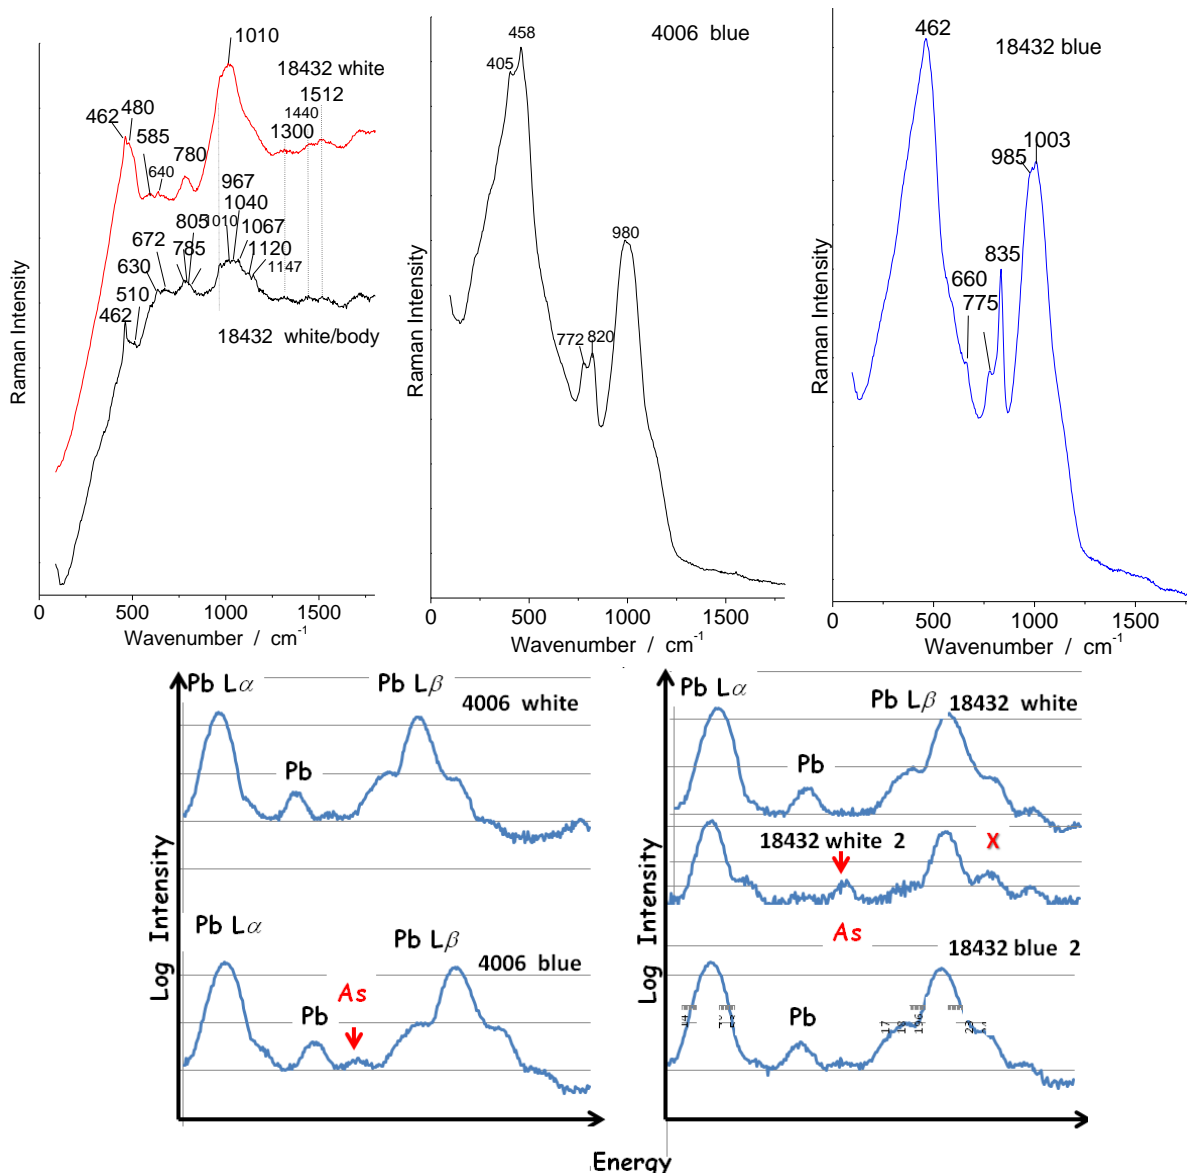 1010
18432 white
462
480
585
640
780
1440
1512
1300
967
805
1010
1040
672
785
1067
630
1120
510
1147
462
18432 white/body
Raman Intensity
0
500
1000
1500
Wavenumber / cm-1
4006 blue
458
405
980
772
820
Raman Intensity
0
500
1000
1500
Wavenumber / cm-1
18432 blue
462
1003
985
835
660
775
Raman Intensity
0
500
1000
1500
Wavenumber / cm-1
Pb Lα
Pb Lβ
4006 white
Pb
Pb Lα
Pb Lβ
4006 blue
As
Pb
Log Intensity
Pb Lα
Pb Lβ
18432 white
Pb
18432 white 2
X
As
18432 blue 2
Pb
17
18
196
Log Intensity
Energy